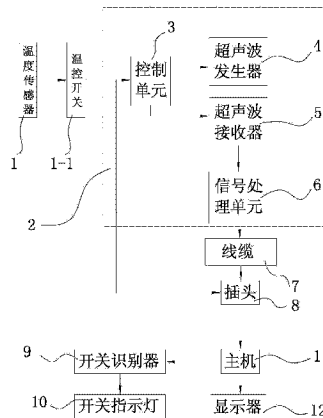 3
控制
单元
超声波
发生器
4
温度传感器
1
温控开关
1-1
超声波
接收器
5
2
信号处
理单元
6
线缆
7
插头
8
9
开关识别器
主机
1
10
开关指示灯
显示器
12